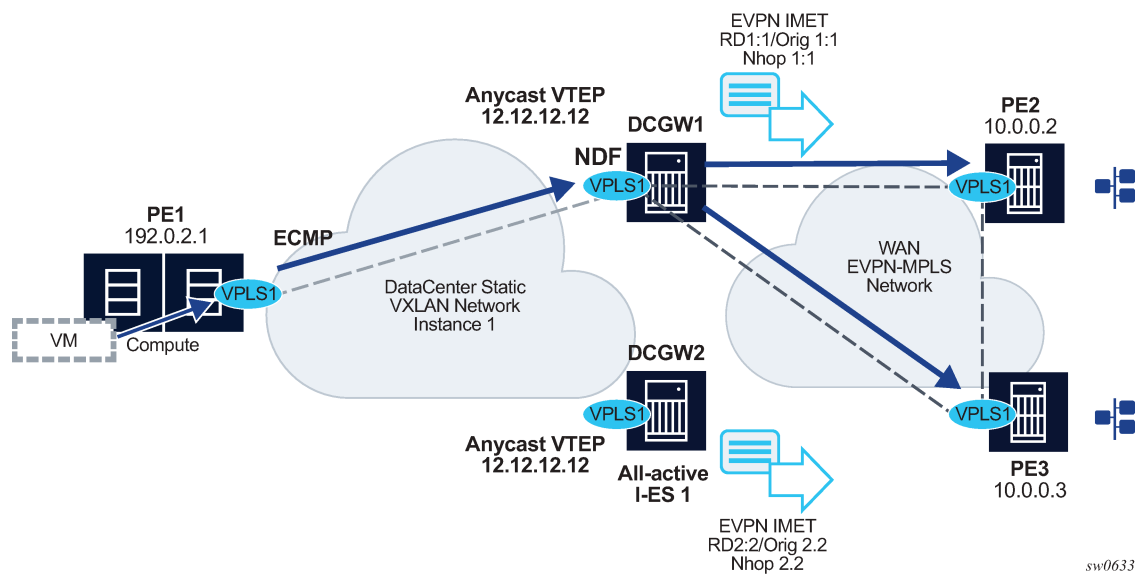 EVPN IMET
RD1:1/Orig 1:1
Nhop 1:1
Anycast VTEP
12.12.12.12
DCGW1
PE2
10.0.0.2
NDF
VPLS1
VPLS1
PE1
192.0.2.1
ECMP
WAN
EVPN-MPLS
Network
VPLS1
DataCenter Static
VXLAN Network
Instance 1
VM
Compute
DCGW2
VPLS1
VPLS1
Anycast VTEP
12.12.12.12
All-active
I-ES 1
PE3
10.0.0.3
EVPN IMET
RD2:2/Orig 2.2
Nhop 2.2
sw0633